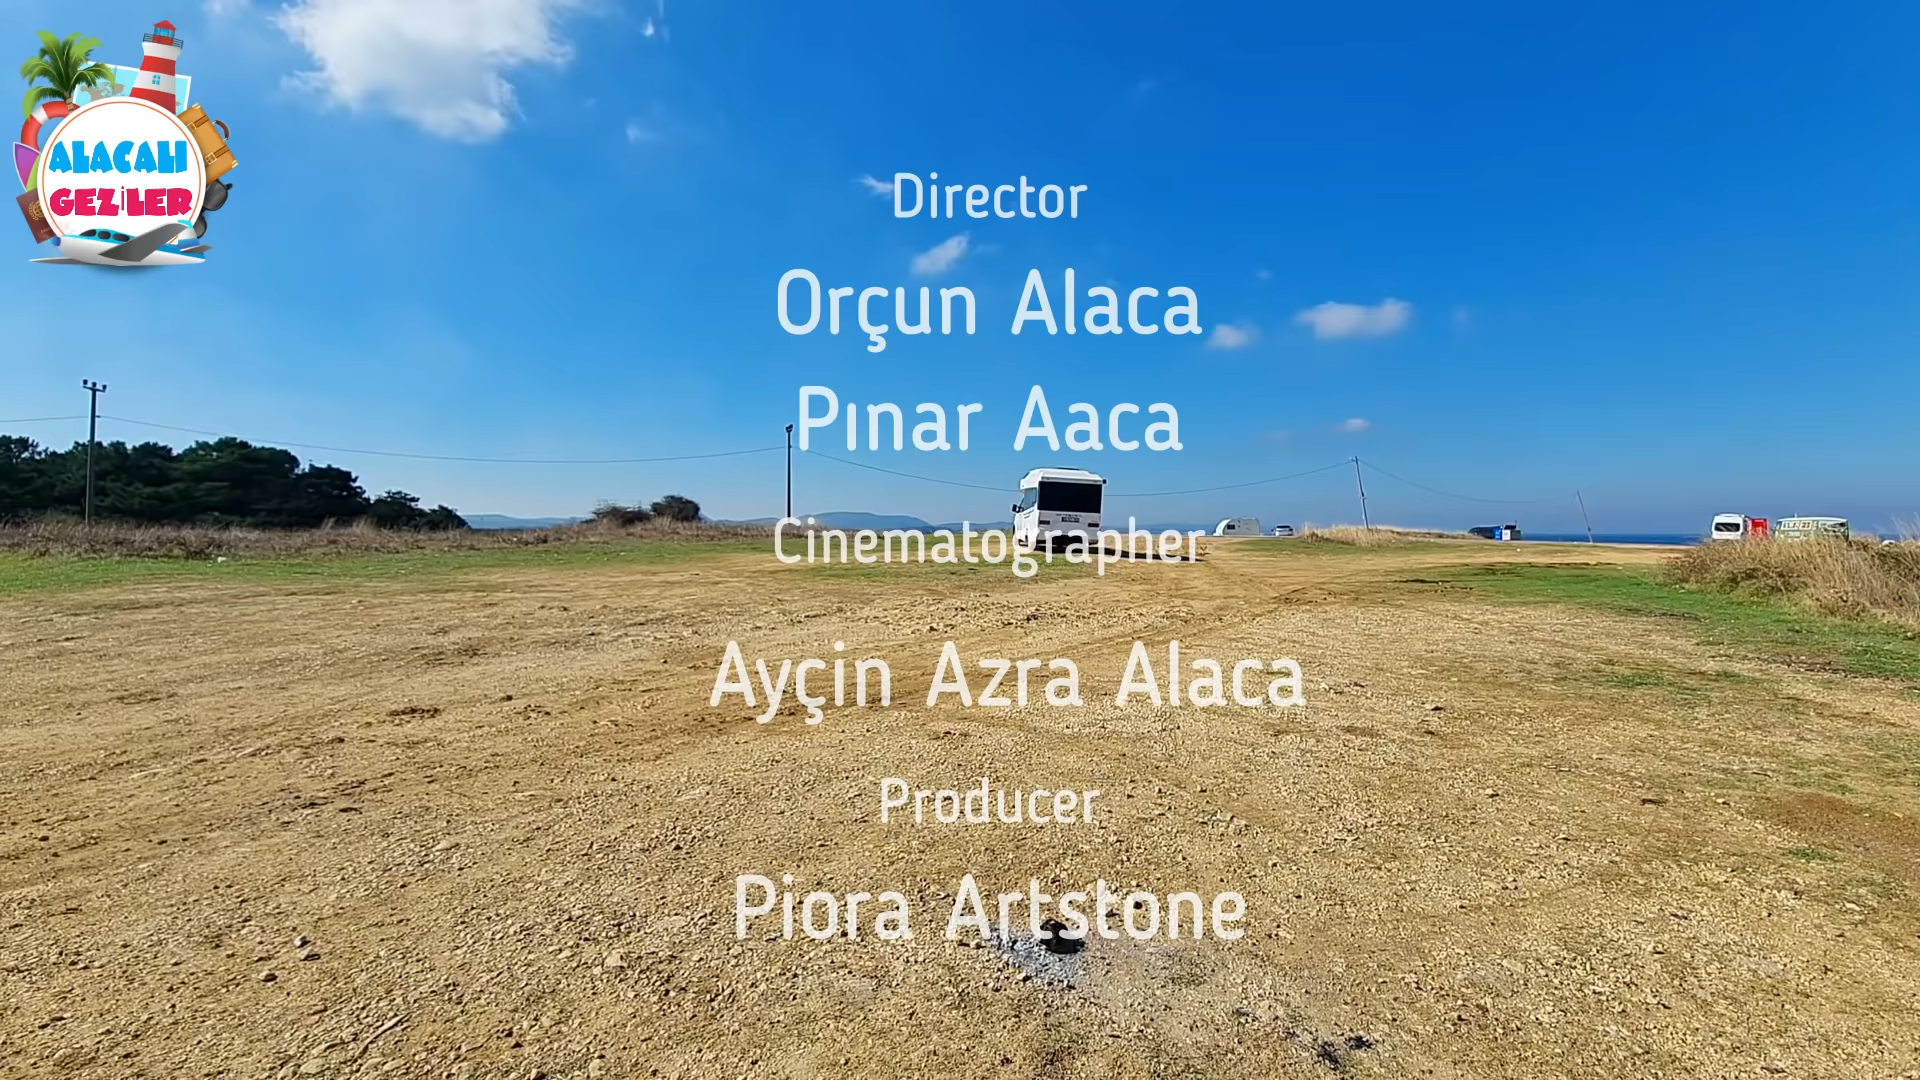 ALACALI
GEZİLER
Director
Orçun Alaca
Pınar Aaca
Cinematographer
Ayçin Azra Alaca
Producer
Piora Artstone